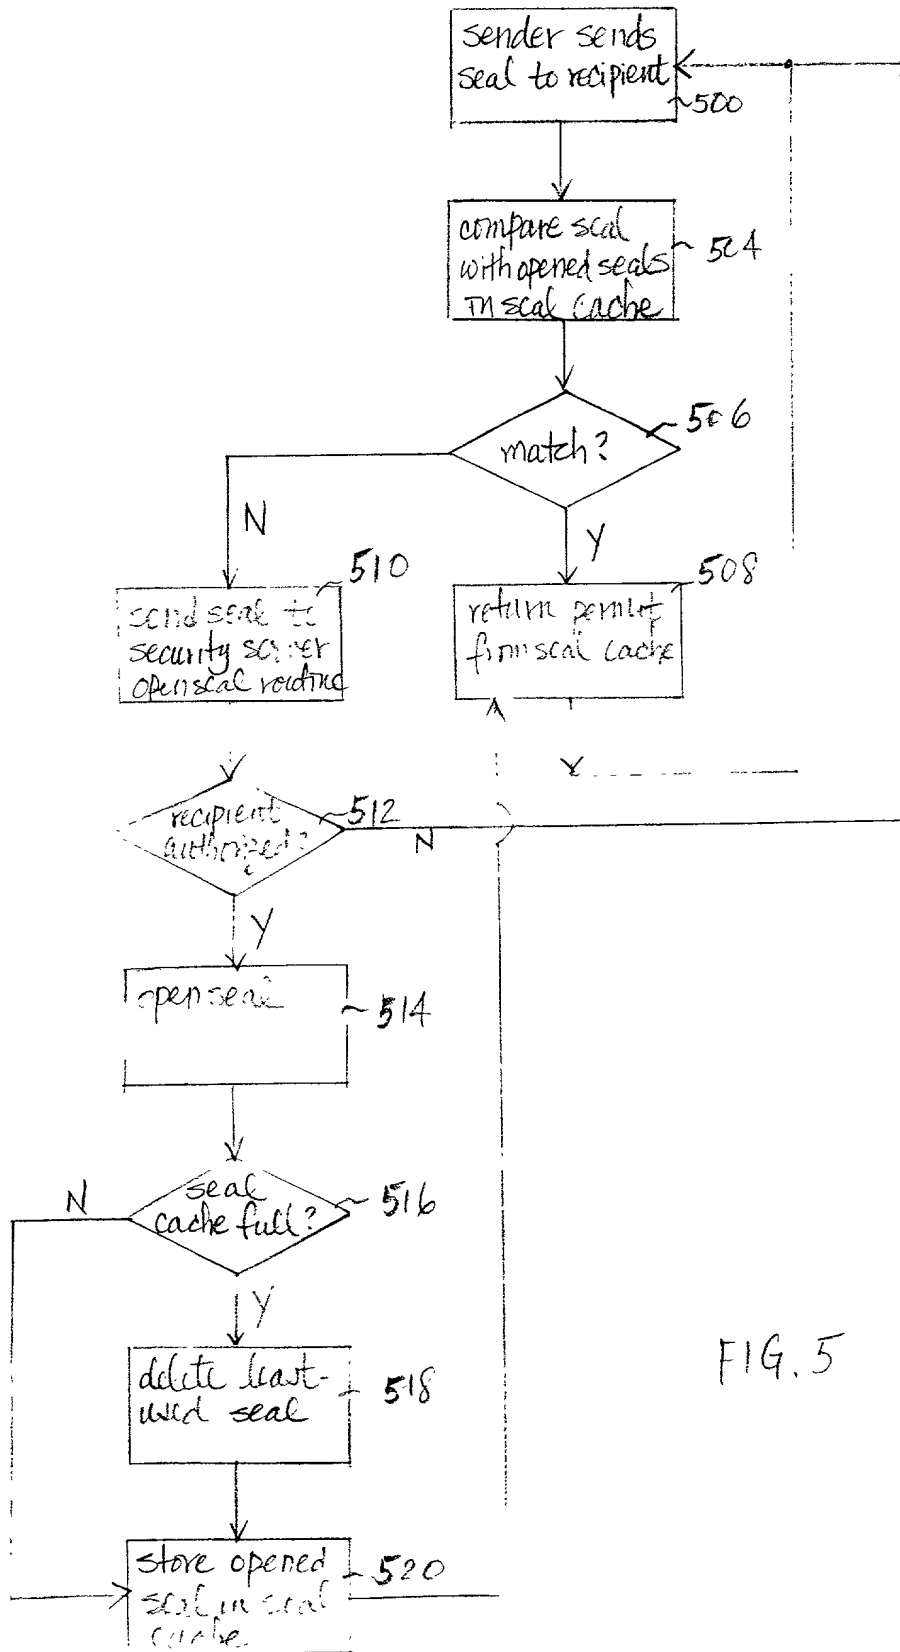 sender sends
seal to recipient
500
compare seal
with opened seals
in seal cache
504
506
match?
N
Y
510
508
send seal to
security server
openseal routine
return permit
from seal cache
recipient
authorized?
512
N
Y
open seal
514
N
seal
cache full?
516
Y
delete least-
used seal
518
FIG. 5
store opened
seal in seal
cache
520